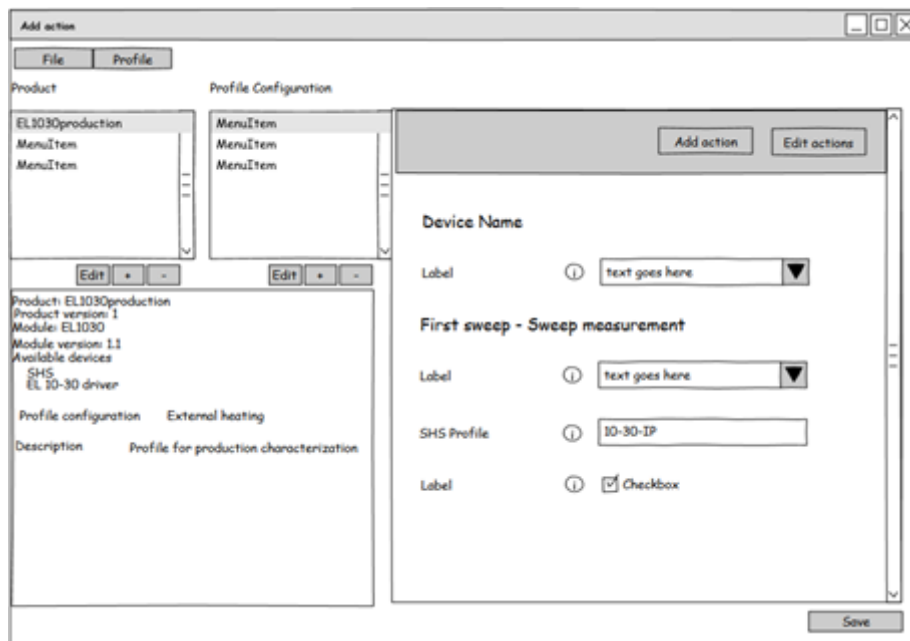 Add action
File Profile
Product Profile Configuration
EL1030production
MenuItem
MenuItem
MenuItem
MenuItem
MenuItem
Edit + -
Edit + -
Product: EL1030production
Product version: 1
Module: EL1030
Module version: 1.1
Available devices
SHS
EL 10-30 driver
Profile configuration External heating
Description Profile for production characterization
Add action Edit actions
Device Name
Label i text goes here
First sweep - Sweep measurement
Label i text goes here
SHS Profile i 10-30-IP
Label i Checkbox
Save